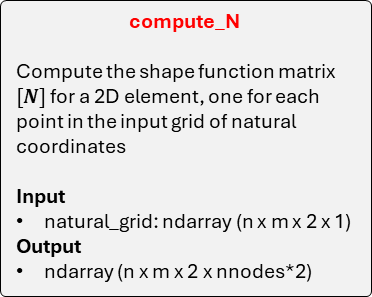 compute_N
Compute the shape function matrix
[N] for a 2D element, one for each
point in the input grid of natural
coordinates
Input
• natural_grid: ndarray (n x m x 2 x 1)
Output
• ndarray (n x m x 2 x nnodes*2)